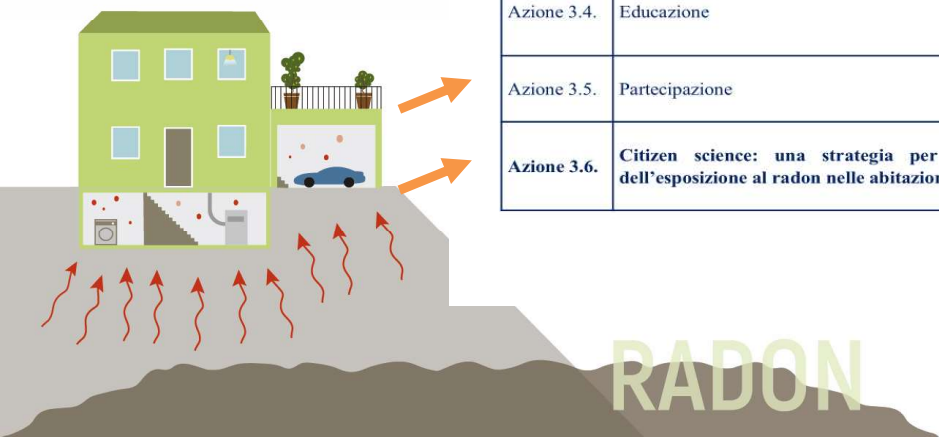 Azione 3.4. Educazione
Azione 3.5. Partecipazione
Azione 3.6. Citizen science: una strategia per
dell'esposizione al radon nelle
RADON